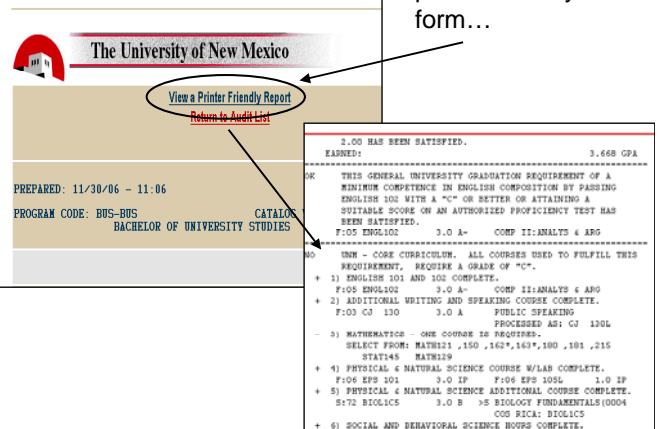 form…
The University of New Mexico
View a Printer Friendly Report
Return to Audit List
PREPARED: 11/30/06 - 11:06
PROGRAM CODE: BUS-BUS CATALOG
BACHELOR OF UNIVERSITY STUDIES
2.00 HAS BEEN SATISFIED.
EARNED: 3.668 GPA
OK THIS GENERAL UNIVERSITY GRADUATION REQUIREMENT OF A
MINIMUM COMPETENCE IN ENGLISH COMPOSITION BY PASSING
ENGLISH 102 WITH A "C" OR BETTER OR ATTAINING A
SUITABLE SCORE ON AN AUTHORIZED PROFICIENCY TEST HAS
BEEN SATISFIED.
F:05 ENGL102 3.0 A- COMP II:ANALYS & ARG
NO UNM - CORE CURRICULUM. ALL COURSES USED TO FULFILL THIS
REQUIREMENT, REQUIRE A GRADE OF "C".
+ 1) ENGLISH 101 AND 102 COMPLETE.
F:05 ENGL102 3.0 A- COMP II:ANALYS & ARG
+ 2) ADDITIONAL WRITING AND SPEAKING COURSE COMPLETE.
F:03 CJ 130 3.0 A PUBLIC SPEAKING
PROCESSED AS: CJ 130L
- 3) MATHEMATICS - ONE COURSE IS REQUIRED.
SELECT FROM: MATH121 ,150 ,162*,163*,180 ,181 ,215
STAT145 MATH129
+ 4) PHYSICAL & NATURAL SCIENCE COURSE W/LAB COMPLETE.
F:06 EPS 101 3.0 IP F:06 EPS 105L 1.0 IP
+ 5) PHYSICAL & NATURAL SCIENCE ADDITIONAL COURSE COMPLETE.
S:72 BIOL1C5 3.0 B >S BIOLOGY FUNDAMENTALS(0004
COS RICA: BIOL1C5
+ 6) SOCIAL AND BEHAVIORAL SCIENCE HOURS COMPLETE.